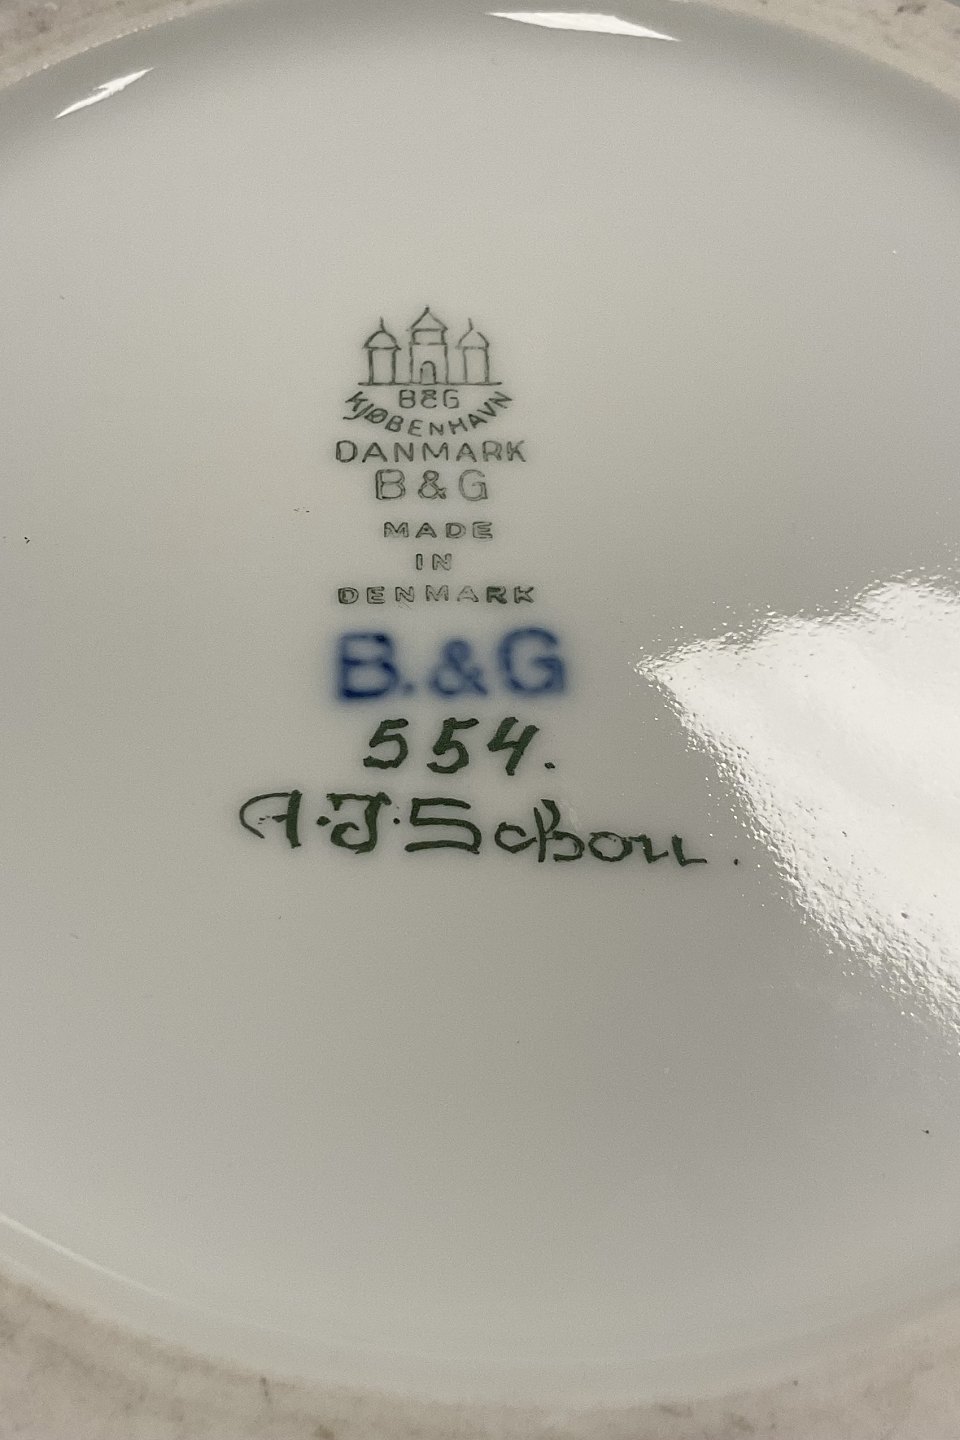 B&G
KJØBENHAVN
DANMARK
B & G
MADE
IN
DENMARK
B.&G
554.
A.J.Schou.